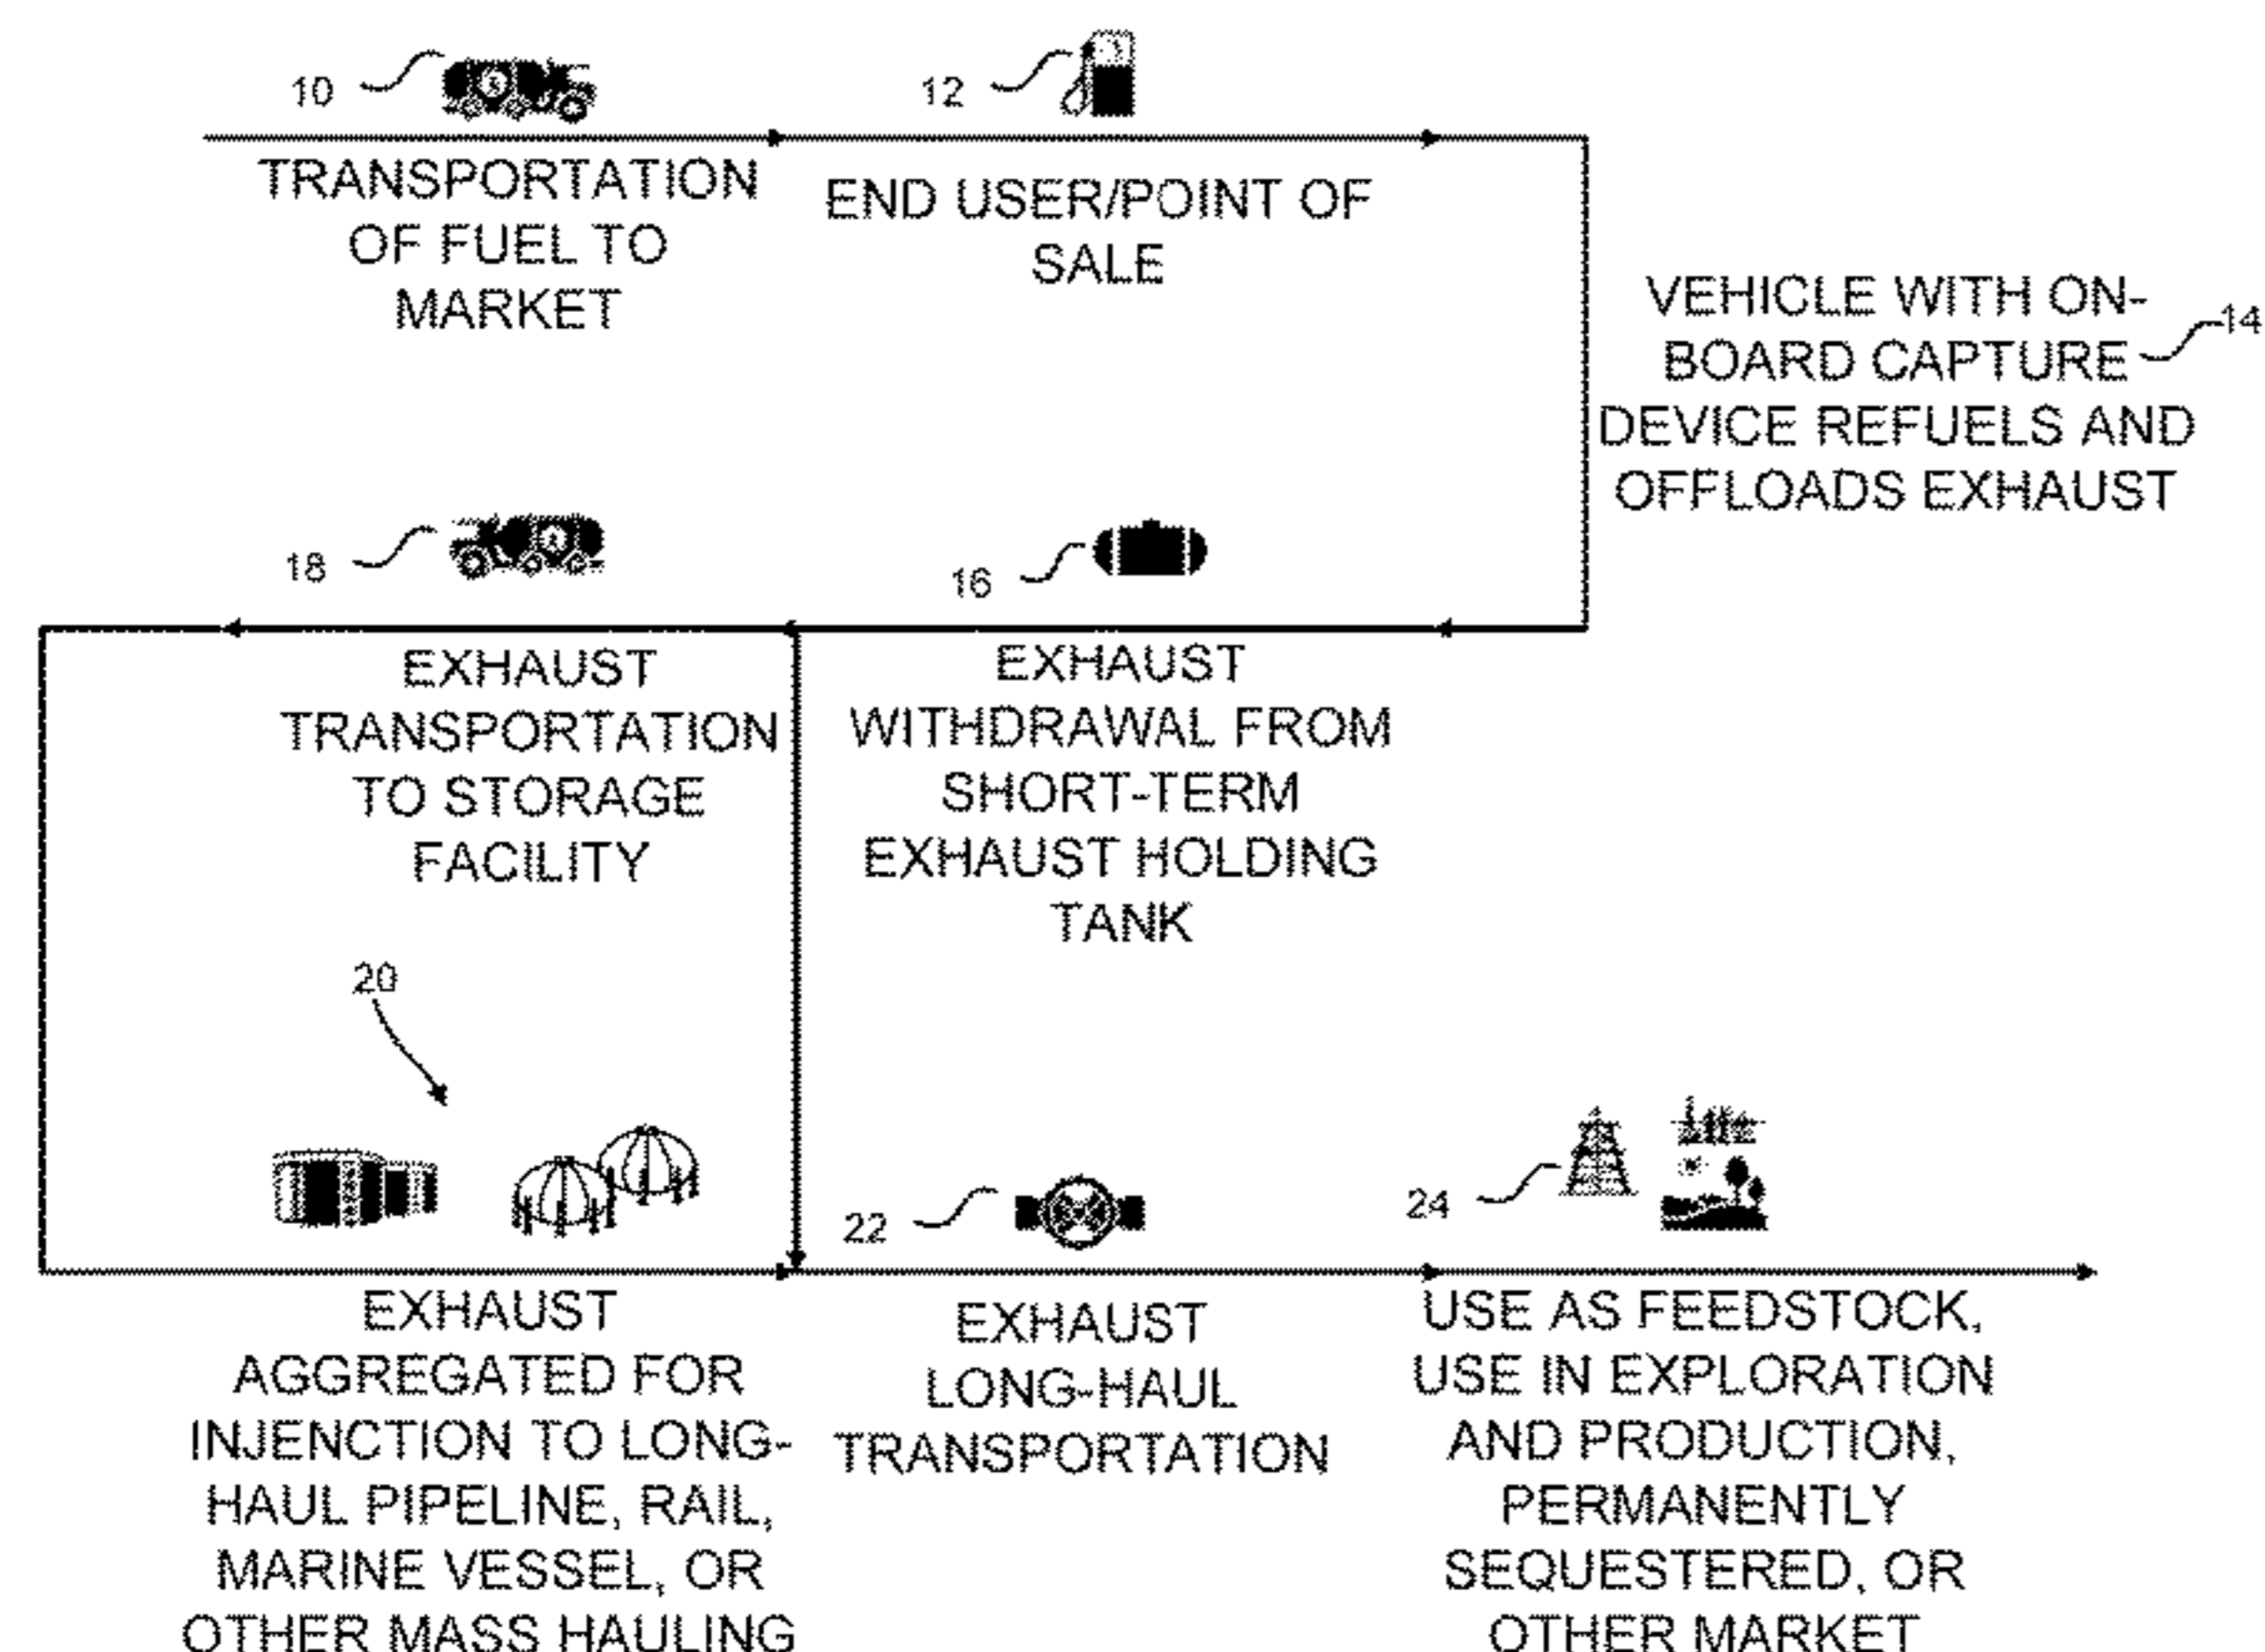 10
TRANSPORTATION
OF FUEL TO
MARKET
12
END USER/POINT OF
SALE
VEHICLE WITH ON-
BOARD CAPTURE
DEVICE REFUELS AND
OFFLOADS EXHAUST
14
18
EXHAUST
TRANSPORTATION
TO STORAGE
FACILITY
16
EXHAUST
WITHDRAWAL FROM
SHORT-TERM
EXHAUST HOLDING
TANK
20
EXHAUST
AGGREGATED FOR
INJENCTION TO LONG-
HAUL PIPELINE, RAIL,
MARINE VESSEL, OR
OTHER MASS HAULING
22
EXHAUST
LONG-HAUL
TRANSPORTATION
24
USE AS FEEDSTOCK,
USE IN EXPLORATION
AND PRODUCTION,
PERMANENTLY
SEQUESTERED, OR
OTHER MARKET